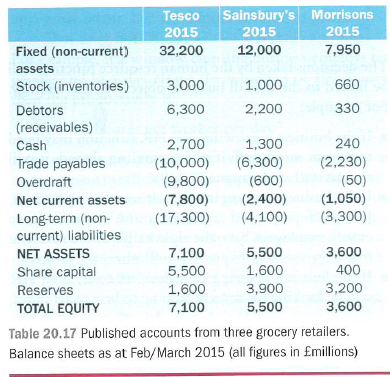 Tesco Sainsbury's Morrisons
2015 2015 2015
Fixed (non-current) 32,200 12,000 7,950
assets
Stock (inventories) 3,000 1,000 660
Debtors 6,300 2,200 330
(receivables)
Cash 2,700 1,300 240
Trade payables (10,000) (6,300) (2,230)
Overdraft (9,800) (600) (50)
Net current assets (7,800) (2,400) (1,050)
Long-term (non- (17,300) (4,100) (3,300)
current) liabilities
NET ASSETS 7,100 5,500 3,600
Share capital 5,500 1,600 400
Reserves 1,600 3,900 3,200
TOTAL EQUITY 7,100 5,500 3,600
Table 20.17 Published accounts from three grocery retailers.
Balance sheets as at Feb/March 2015 (all figures in £millions)